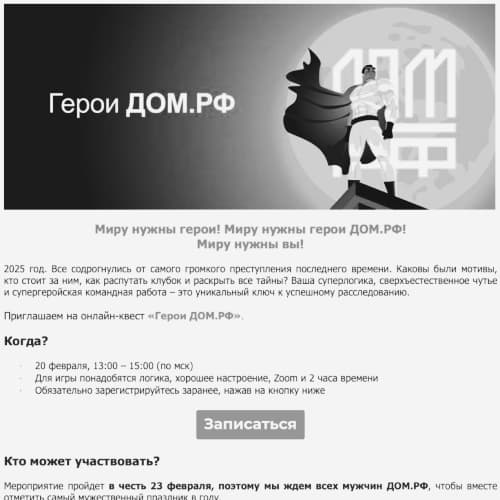 ДОМ
РФ
Герои ДОМ.РФ
Миру нужны герои! Миру нужны герои ДОМ.РФ!
Миру нужны вы!
2025 год. Все содрогнулись от самого громкого преступления последнего времени. Каковы были мотивы,
кто стоит за ним, как распутать клубок и раскрыть все тайны? Ваша суперлогика, сверхъестественное чутье
и супергеройская командная работа – это уникальный ключ к успешному расследованию.
Приглашаем на онлайн-квест «Герои ДОМ.РФ».
Когда?
· 20 февраля, 13:00 – 15:00 (по мск)
· Для игры понадобятся логика, хорошее настроение, Zoom и 2 часа времени
· Обязательно зарегистрируйтесь заранее, нажав на кнопку ниже
Записаться
Кто может участвовать?
Мероприятие пройдет в честь 23 февраля, поэтому мы ждем всех мужчин ДОМ.РФ, чтобы вместе
отметить самый мужественный праздник в году.